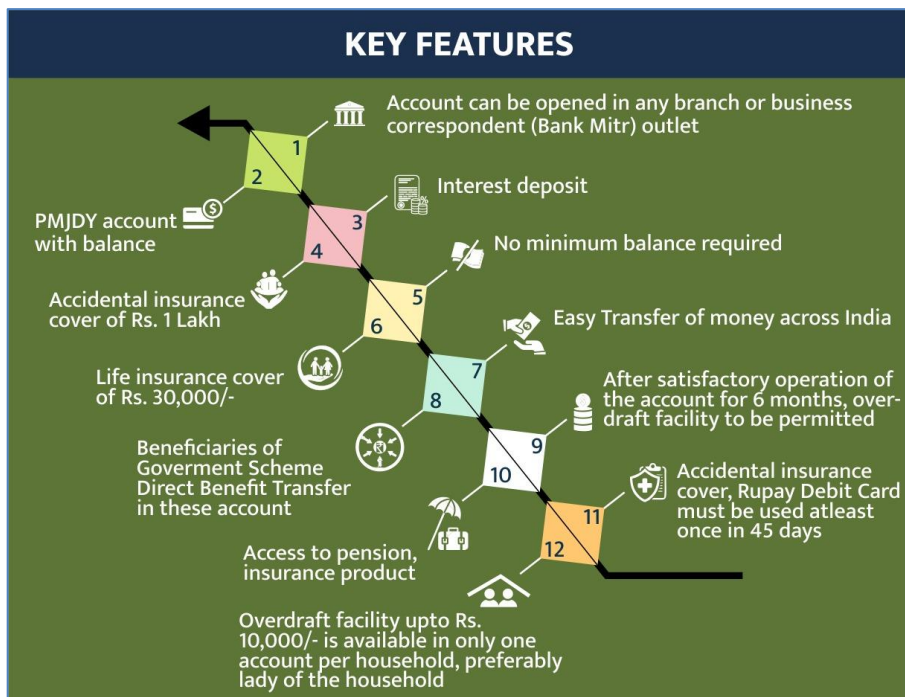 KEY FEATURES
1
Account can be opened in any branch or business
correspondent (Bank Mitr) outlet
2
PMJDY account
with balance
3
Interest deposit
4
Accidental insurance
cover of Rs. 1 Lakh
5
No minimum balance required
6
Life insurance cover
of Rs. 30,000/-
7
Easy Transfer of money across India
8
Beneficiaries of
Goverment Scheme
Direct Benefit Transfer
in these account
9
After satisfactory operation of
the account for 6 months, over-
draft facility to be permitted
10
Access to pension,
insurance product
11
Accidental insurance
cover, Rupay Debit Card
must be used atleast
once in 45 days
12
Overdraft facility upto Rs.
10,000/- is available in only one
account per household, preferably
lady of the household